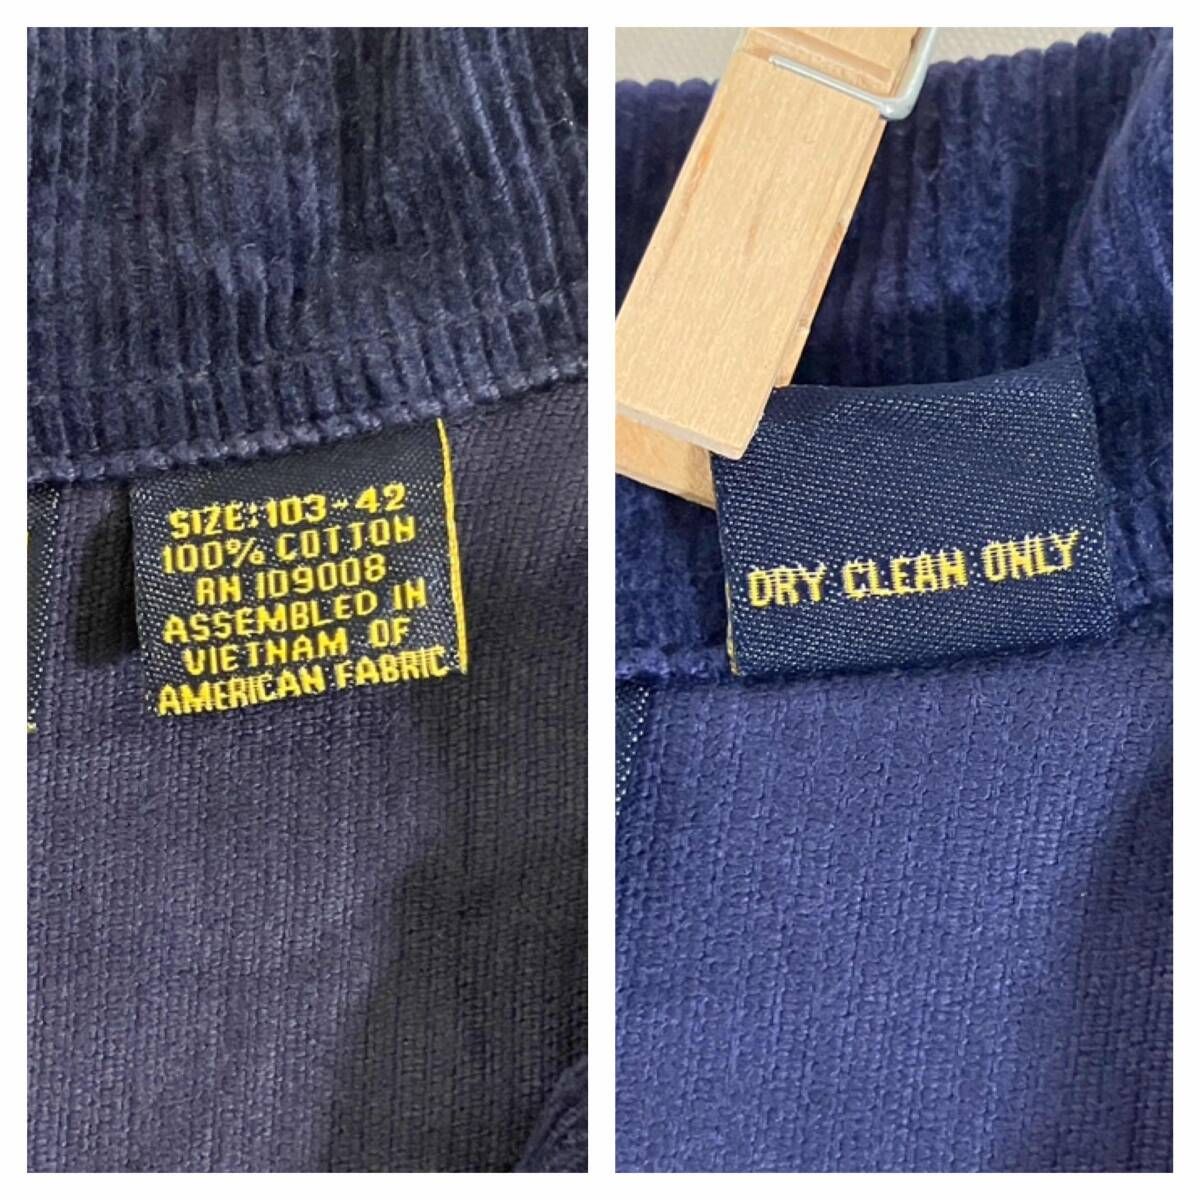 SIZE: 103-42
100% COTTON
RN 109008
ASSEMBLED IN
VIETNAM OF
AMERICAN FABRIC
DRY CLEAN ONLY